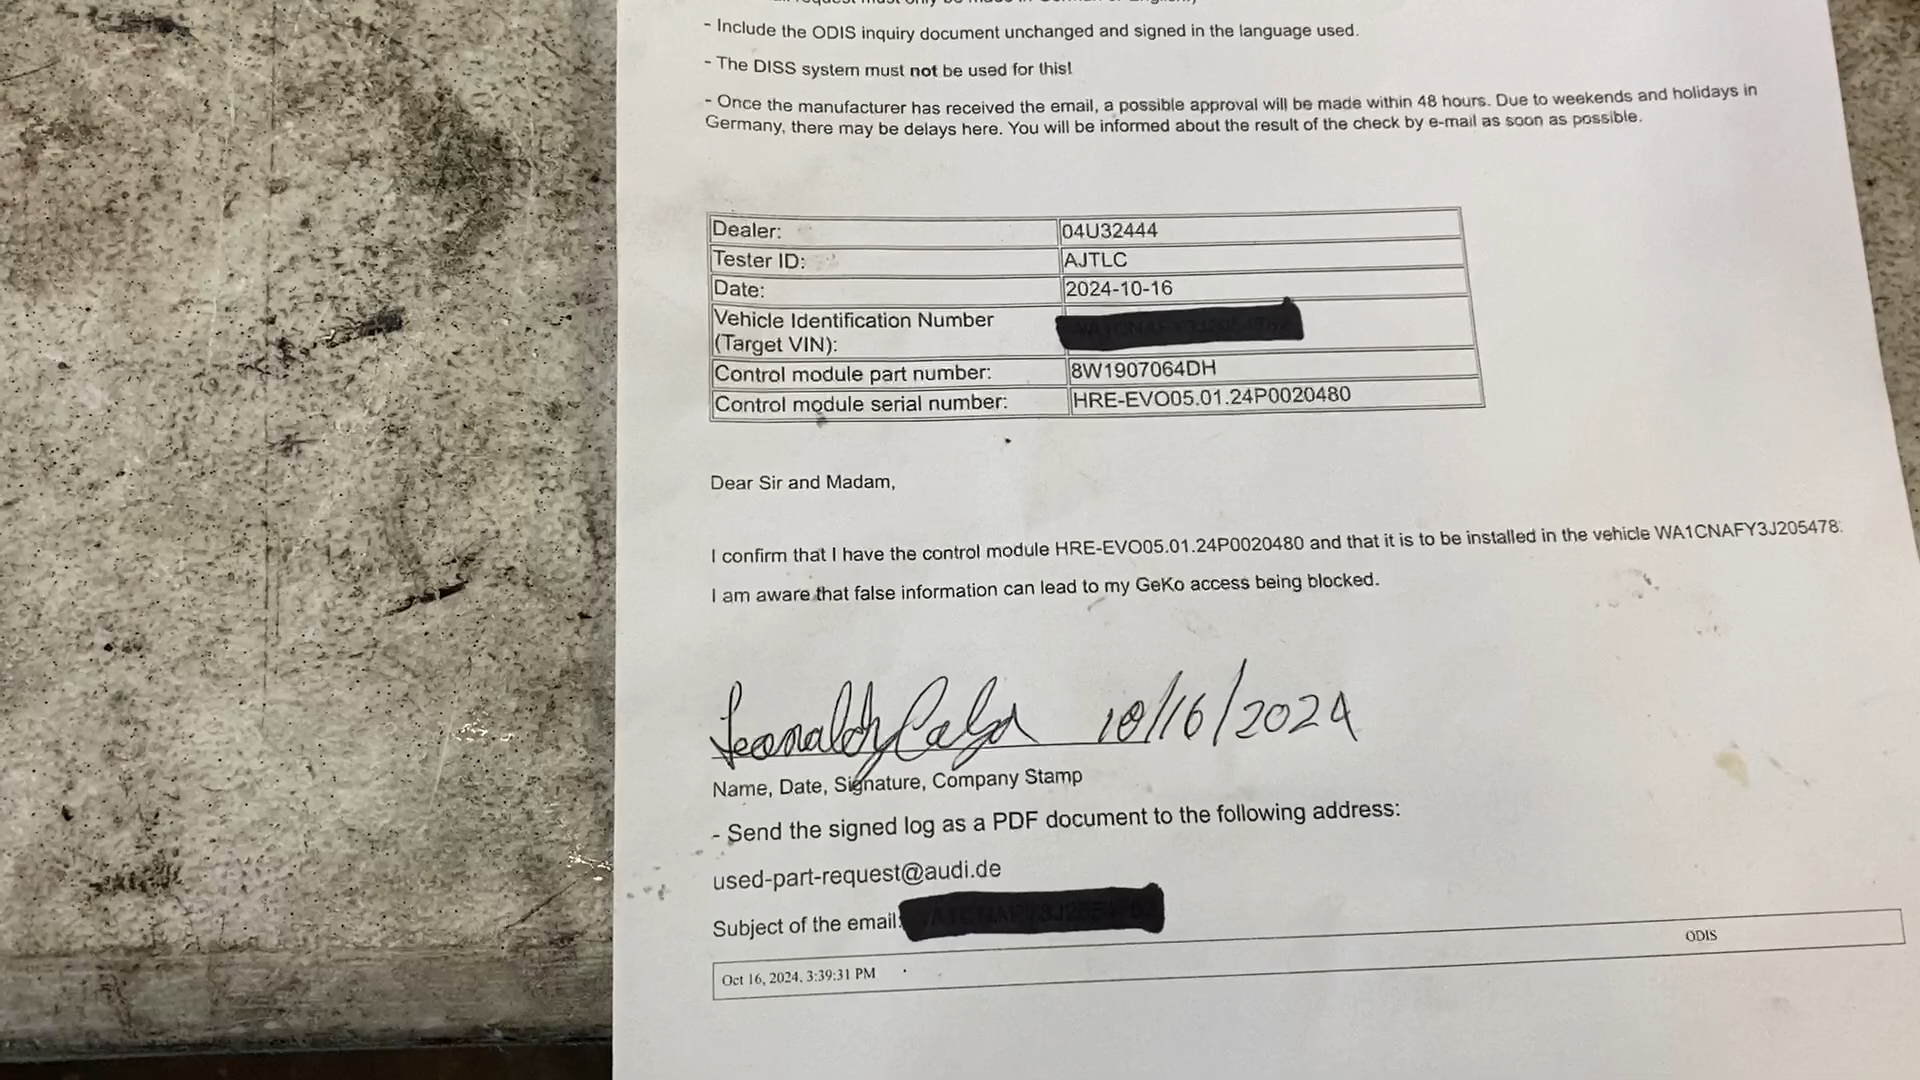 - Include the ODIS inquiry document unchanged and signed in the language used.
- The DISS system must not be used for this!
- Once the manufacturer has received the email, a possible approval will be made within 48 hours. Due to weekends and holidays in
Germany, there may be delays here. You will be informed about the result of the check by e-mail as soon as possible.
Dealer: 04U32444
Tester ID: AJTLC
Date: 2024-10-16
Vehicle Identification Number
(Target VIN):
Control module part number: 8W1907064DH
Control module serial number: HRE-EVO05.01.24P0020480
Dear Sir and Madam,
I confirm that I have the control module HRE-EVO05.01.24P0020480 and that it is to be installed in the vehicle WA1CNAFY3J205478.
I am aware that false information can lead to my GeKo access being blocked.
10/16/2024
Name, Date, Signature, Company Stamp
- Send the signed log as a PDF document to the following address:
used-part-request@audi.de
Subject of the email:
ODIS
Oct 16, 2024, 3:39:31 PM